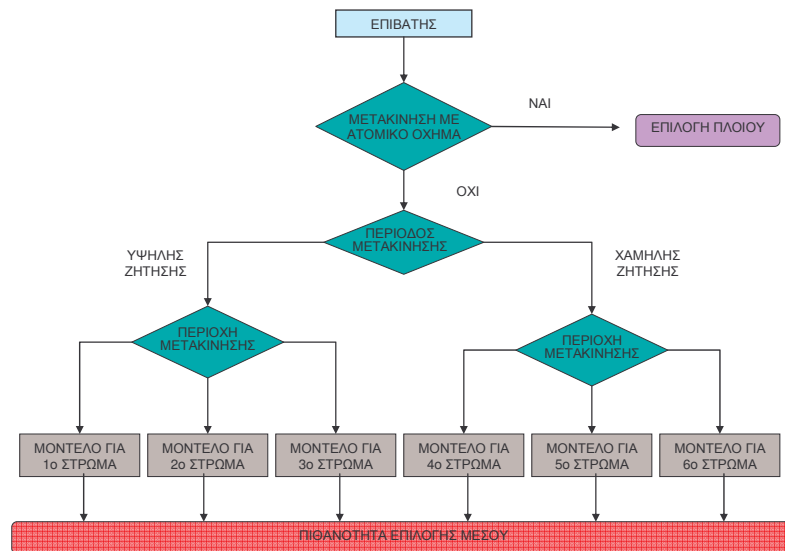 ΕΠΙΒΑΤΗΣ
ΜΕΤΑΚΙΝΗΣΗ ΜΕ
ΑΤΟΜΙΚΟ ΟΧΗΜΑ
ΝΑΙ
ΕΠΙΛΟΓΗ ΠΛΟΙΟΥ
ΟΧΙ
ΠΕΡΙΟΔΟΣ
ΜΕΤΑΚΙΝΗΣΗΣ
ΥΨΗΛΗΣ
ΖΗΤΗΣΗΣ
ΧΑΜΗΛΗΣ
ΖΗΤΗΣΗΣ
ΠΕΡΙΟΧΗ
ΜΕΤΑΚΙΝΗΣΗΣ
ΠΕΡΙΟΧΗ
ΜΕΤΑΚΙΝΗΣΗΣ
ΜΟΝΤΕΛΟ ΓΙΑ
1ο ΣΤΡΩΜΑ
ΜΟΝΤΕΛΟ ΓΙΑ
2ο ΣΤΡΩΜΑ
ΜΟΝΤΕΛΟ ΓΙΑ
3ο ΣΤΡΩΜΑ
ΜΟΝΤΕΛΟ ΓΙΑ
4ο ΣΤΡΩΜΑ
ΜΟΝΤΕΛΟ ΓΙΑ
5ο ΣΤΡΩΜΑ
ΜΟΝΤΕΛΟ ΓΙΑ
6ο ΣΤΡΩΜΑ
ΠΙΘΑΝΟΤΗΤΑ ΕΠΙΛΟΓΗΣ ΜΕΣΟΥ